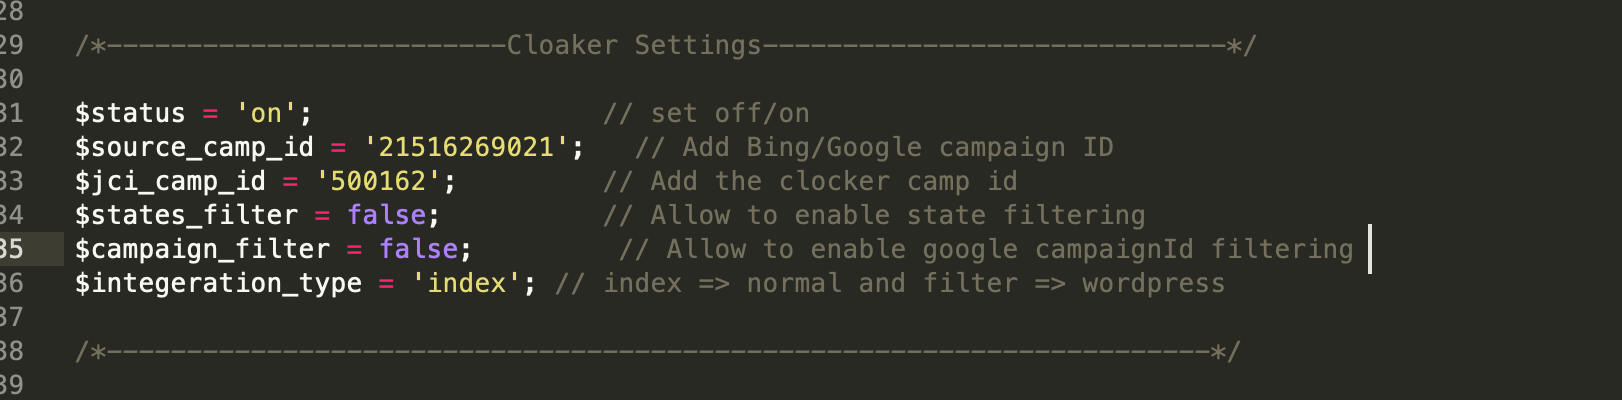 28
29 /*-------------------------Cloaker Settings-----------------------------*/
30
31 $status = 'on'; // set off/on
32 $source_camp_id = '21516269021'; // Add Bing/Google campaign ID
33 $jci_camp_id = '500162'; // Add the clocker camp id
34 $states_filter = false; // Allow to enable state filtering
35 $campaign_filter = false; // Allow to enable google campaignId filtering
36 $integeration_type = 'index'; // index => normal and filter => wordpress
37
38 /*---------------------------------------------------------------------*/
39